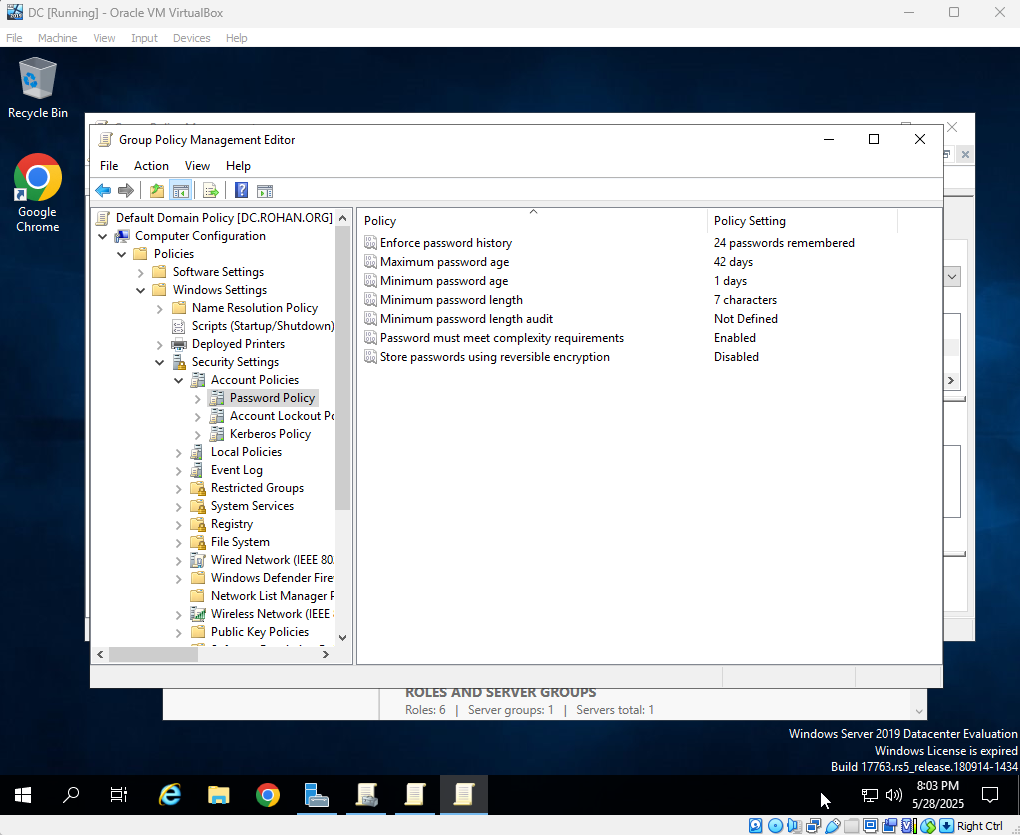 DC [Running] - Oracle VM VirtualBox
File Machine View Input Devices Help
Recycle Bin
Google
Chrome
Group Policy Management Editor
File Action View Help
Default Domain Policy [DC.ROHAN.ORG]
Computer Configuration
Policies
Software Settings
Windows Settings
Name Resolution Policy
Scripts (Startup/Shutdown)
Deployed Printers
Security Settings
Account Policies
Password Policy
Account Lockout Po
Kerberos Policy
Local Policies
Event Log
Restricted Groups
System Services
Registry
File System
Wired Network (IEEE 80
Windows Defender Fire
Network List Manager P
Wireless Network (IEEE
Public Key Policies
Policy Policy Setting
Enforce password history 24 passwords remembered
Maximum password age 42 days
Minimum password age 1 days
Minimum password length 7 characters
Minimum password length audit Not Defined
Password must meet complexity requirements Enabled
Store passwords using reversible encryption Disabled
ROLES AND SERVER GROUPS
Roles: 6 | Server groups: 1 | Servers total: 1
Windows Server 2019 Datacenter Evaluation
Windows License is expired
Build 17763.rs5_release.180914-1434
8:03 PM
5/28/2025
Right Ctrl